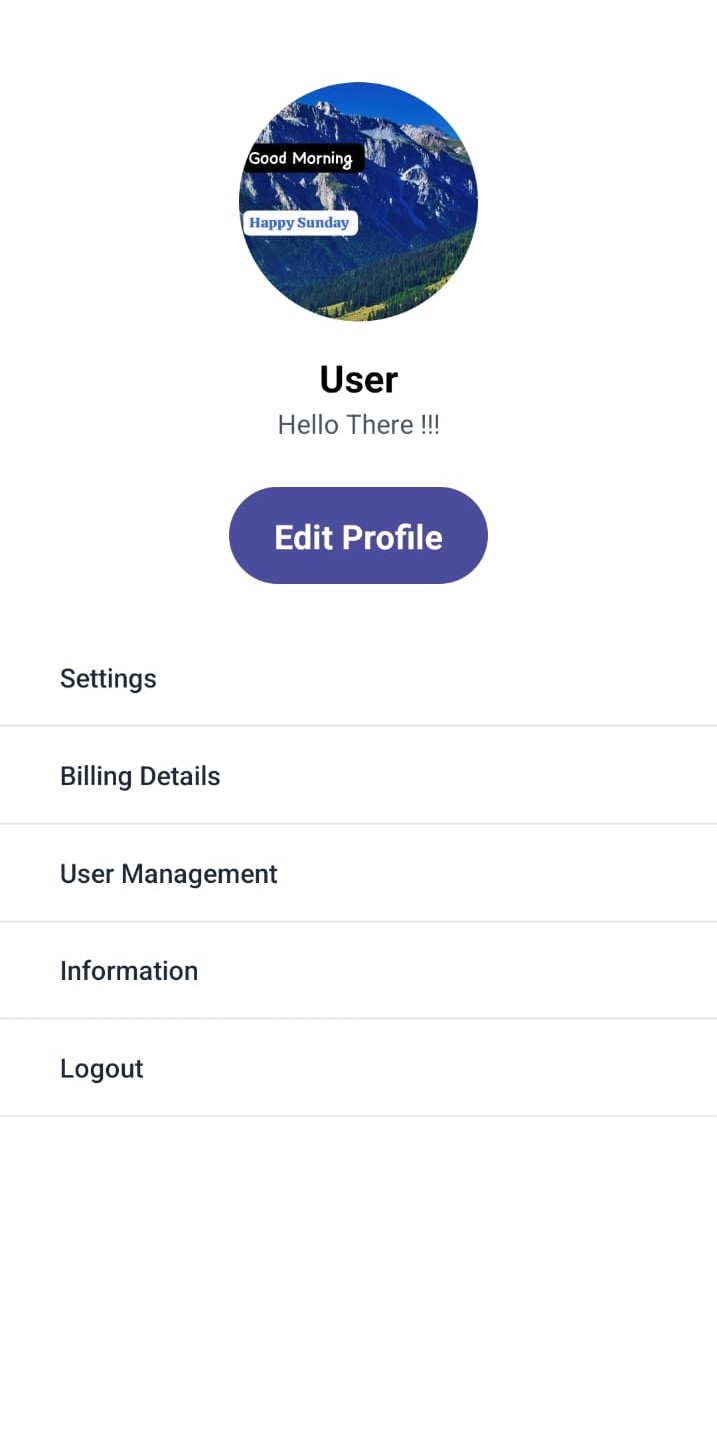 Good Morning
Happy Sunday
User
Hello There !!!
Edit Profile
Settings
Billing Details
User Management
Information
Logout